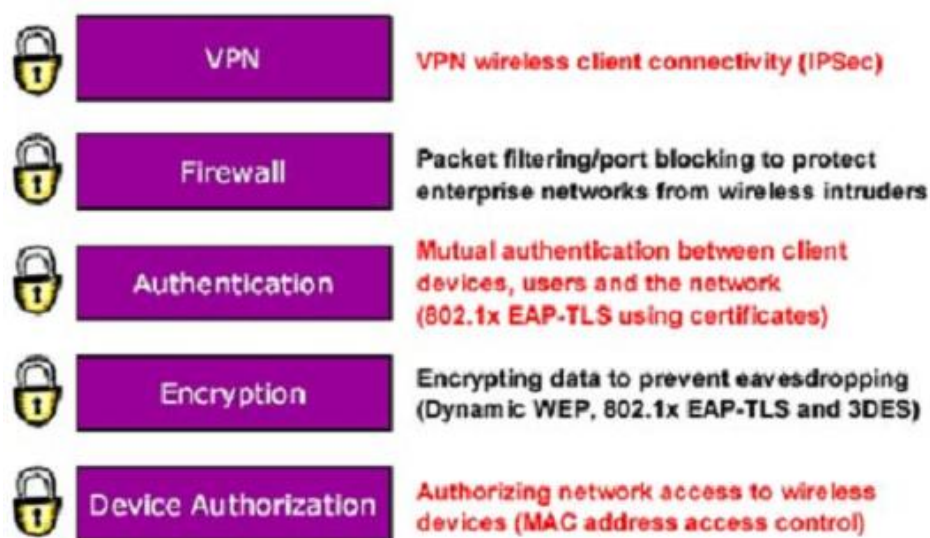 VPN
VPN wireless client connectivity (IPSec)
Firewall
Packet filtering/port blocking to protect
enterprise networks from wireless intruders
Authentication
Mutual authentication between client
devices, users and the network
(802.1x EAP-TLS using certificates)
Encryption
Encrypting data to prevent eavesdropping
(Dynamic WEP, 802.1x EAP-TLS and 3DES)
Device Authorization
Authorizing network access to wireless
devices (MAC address access control)